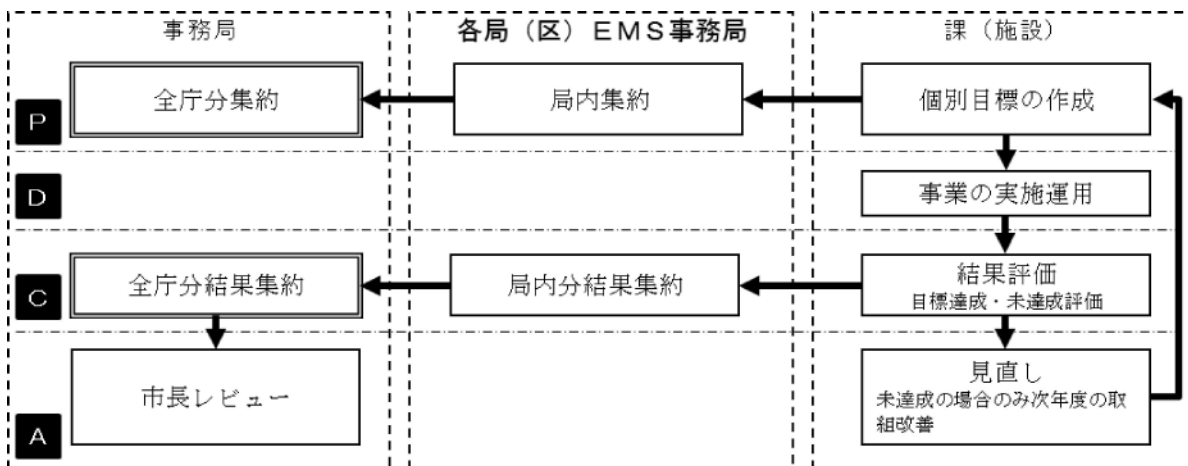 事務局
各局（区）ＥＭＳ事務局
課（施設）
Ｐ
全庁分集約
局内集約
個別目標の作成
Ｄ
事業の実施運用
Ｃ
全庁分結果集約
局内分結果集約
結果評価
目標達成・未達成評価
Ａ
市長レビュー
見直し
未達成の場合のみ次年度の取
組改善